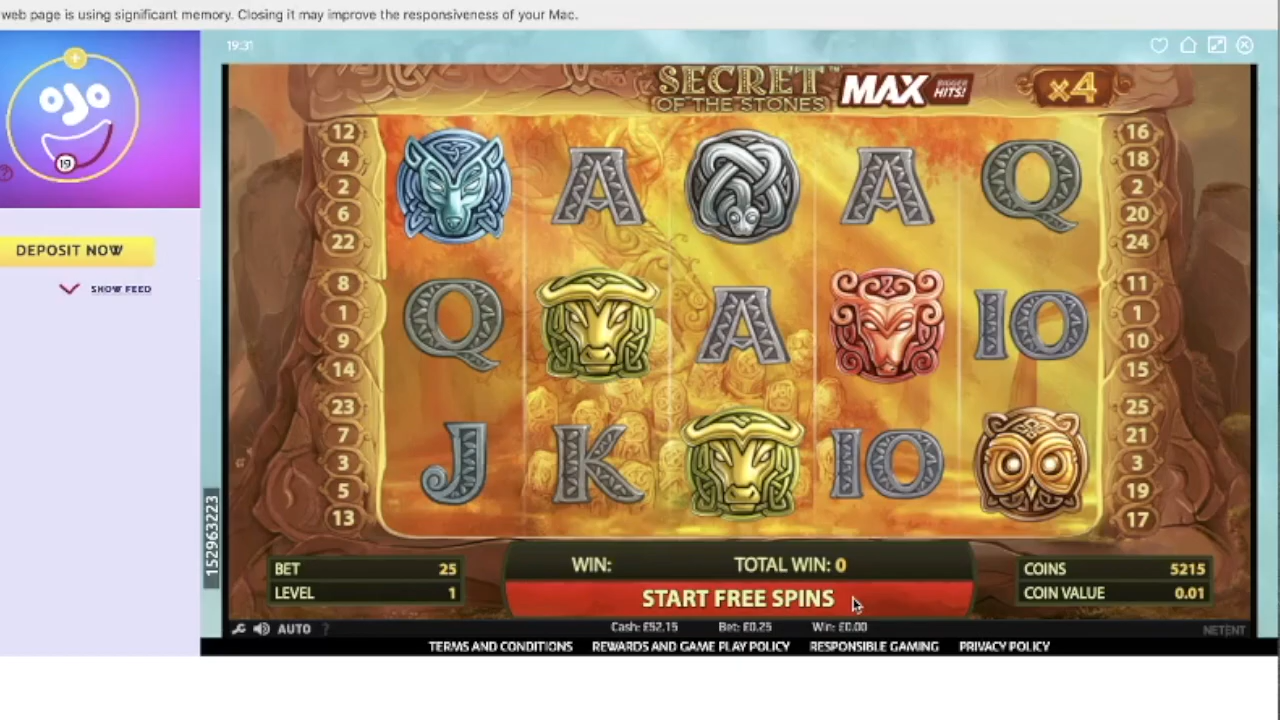 web page is using significant memory. Closing it may improve the responsiveness of your Mac.
19:31
OJO
19
?
DEPOSIT NOW
SHOW FEED
SECRET™
OF THE STONES
MAX BIGGER HITS!
x4
12
4
2
6
22
8
1
9
14
23
7
3
5
13
A A Q
Q A 10
J K 10
16
18
2
20
24
11
1
10
15
25
21
3
19
17
152963223
BET 25
LEVEL 1
WIN: TOTAL WIN: 0
START FREE SPINS
COINS 5215
COIN VALUE 0.01
AUTO ?
Cash: £52.15 Bet: £0.25 Win: £0.00
NETENT
TERMS AND CONDITIONS REWARDS AND GAME PLAY POLICY RESPONSIBLE GAMING PRIVACY POLICY